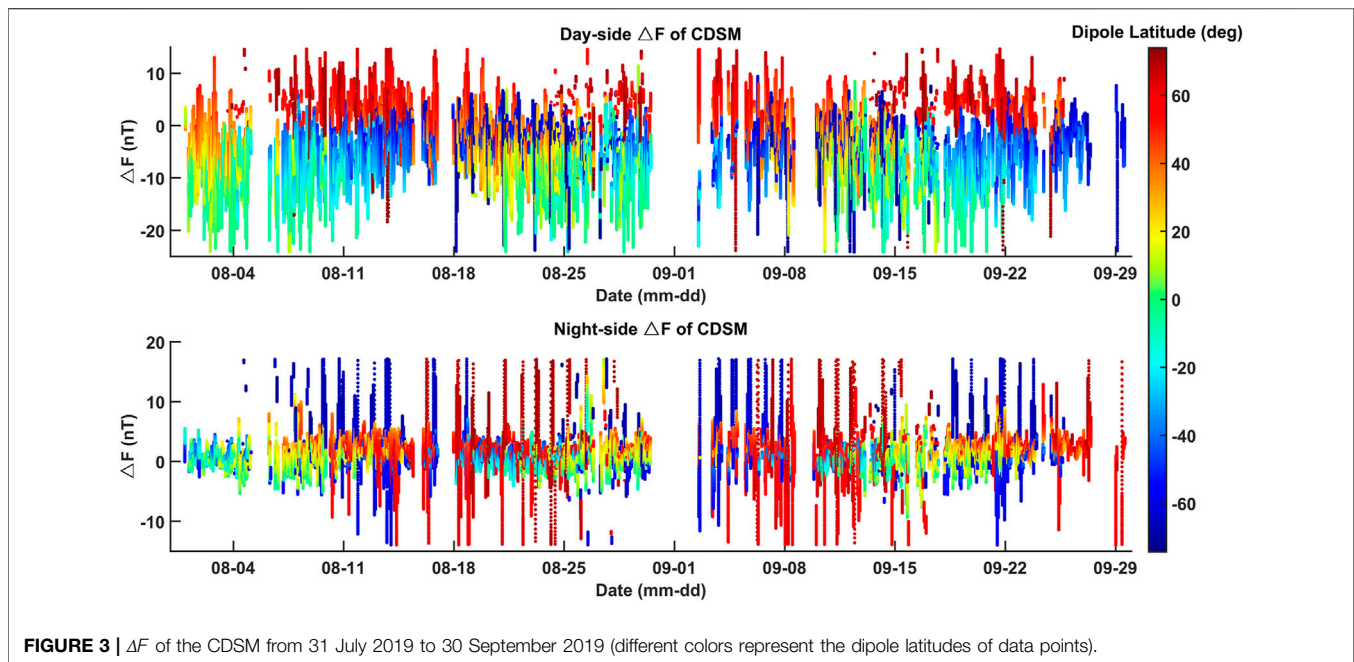 Day-side △F of CDSM
Dipole Latitude (deg)
10
0
-10
-20
△F (nT)
08-04 08-11 08-18 08-25 09-01 09-08 09-15 09-22 09-29
Date (mm-dd)
60
40
20
0
-20
-40
-60
Night-side △F of CDSM
20
10
0
-10
△F (nT)
08-04 08-11 08-18 08-25 09-01 09-08 09-15 09-22 09-29
Date (mm-dd)
FIGURE 3 | ΔF of the CDSM from 31 July 2019 to 30 September 2019 (different colors represent the dipole latitudes of data points).